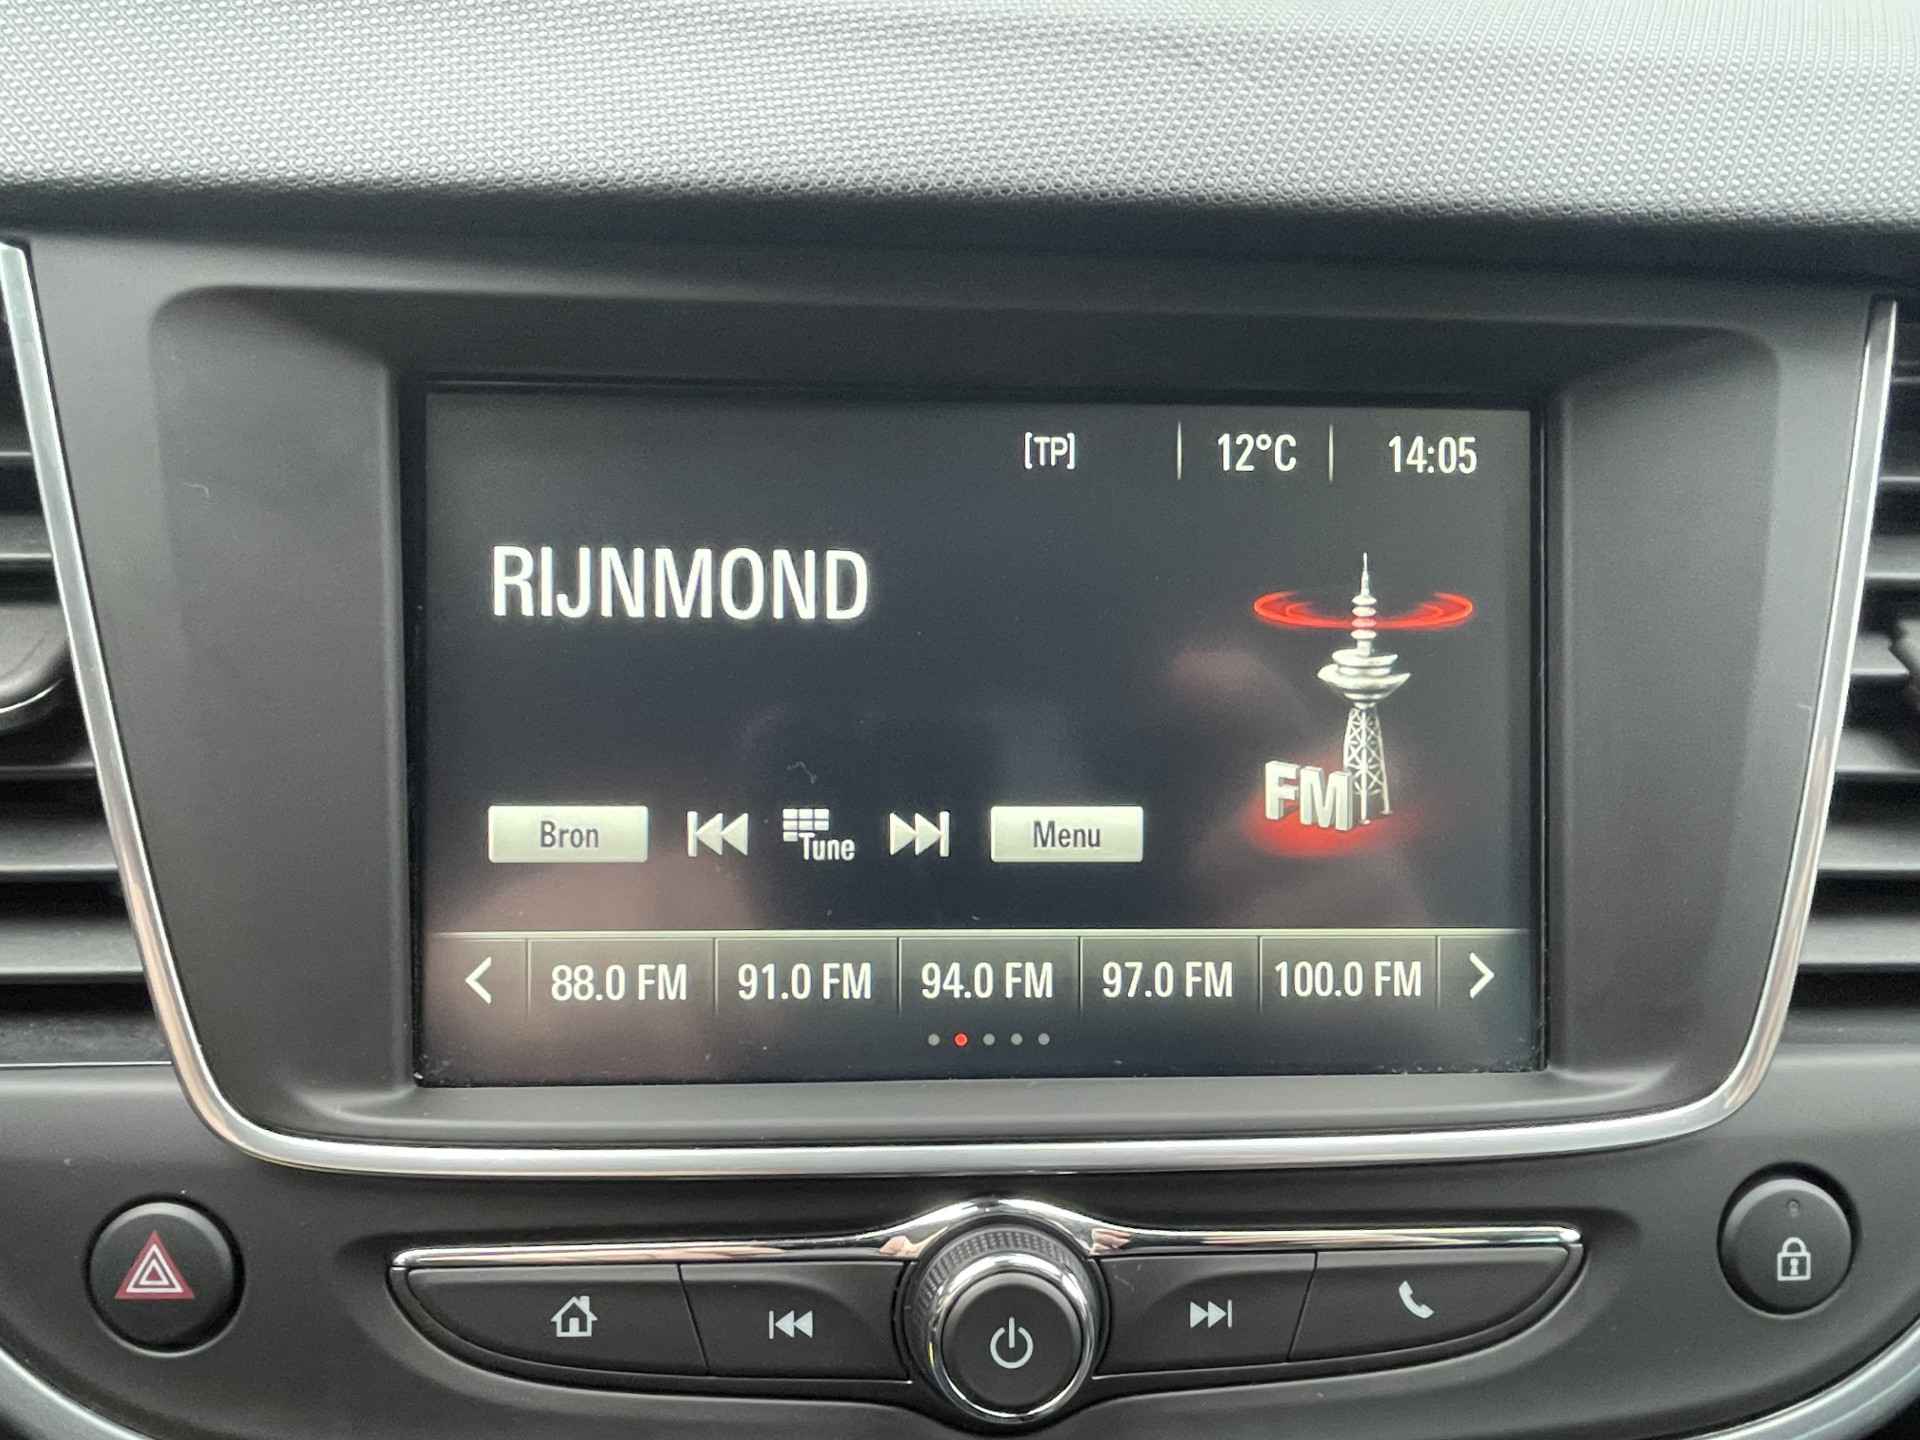 [TP] 12°C 14:05
RIJNMOND
FM
Bron Tune Menu
88.0 FM 91.0 FM 94.0 FM 97.0 FM 100.0 FM